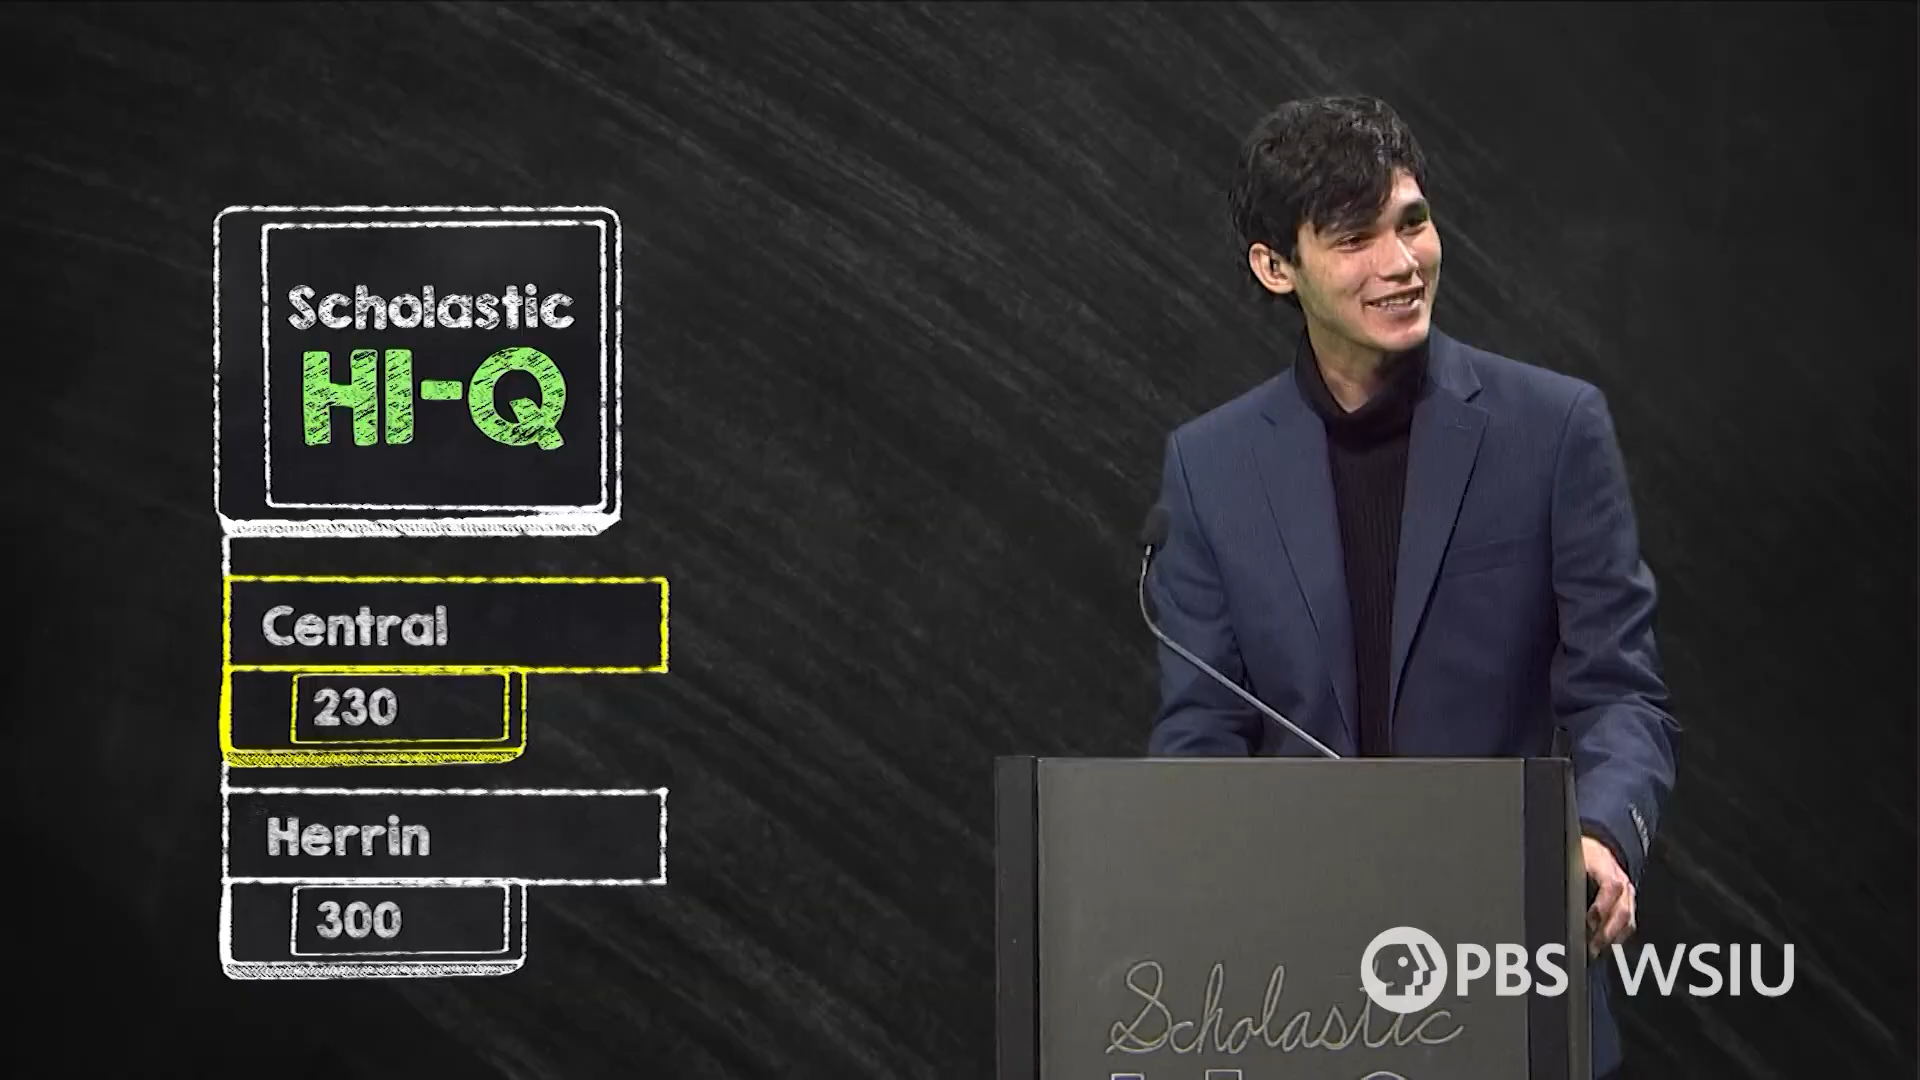 Scholastic
HI-Q
Central
230
Herrin
300
PBS WSIU
Scholastic